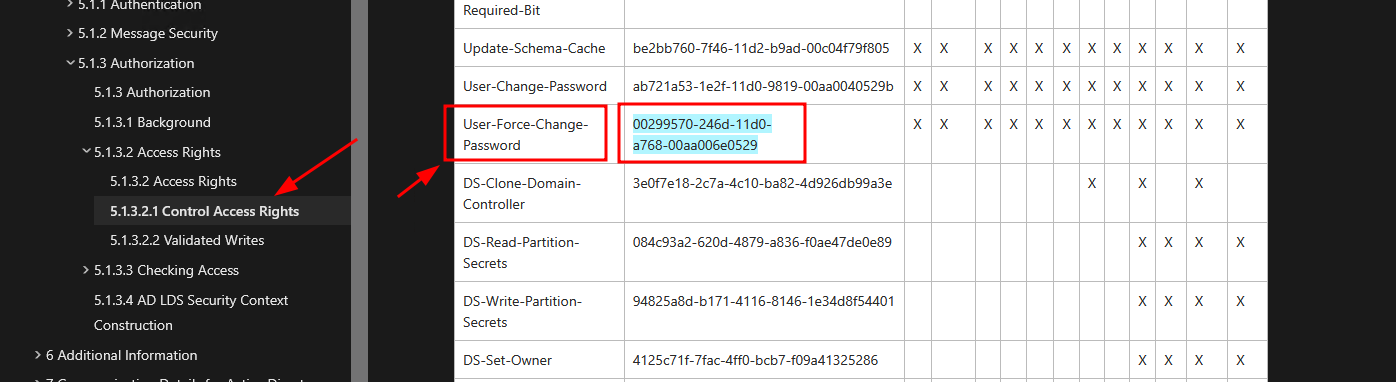 5.1.1 Authentication
5.1.2 Message Security
5.1.3 Authorization
5.1.3 Authorization
5.1.3.1 Background
5.1.3.2 Access Rights
5.1.3.2 Access Rights
5.1.3.2.1 Control Access Rights
5.1.3.2.2 Validated Writes
5.1.3.3 Checking Access
5.1.3.4 AD LDS Security Context
Construction
6 Additional Information
Required-Bit
Update-Schema-Cache be2bb760-7f46-11d2-b9ad-00c04f79f805 X X X X X X X X X X X X
User-Change-Password ab721a53-1e2f-11d0-9819-00aa0040529b X X X X X X X X X X X X
User-Force-Change-
Password
00299570-246d-11d0-
a768-00aa006e0529
X X X X X X X X X X X X
DS-Clone-Domain-
Controller
3e0f7e18-2c7a-4c10-ba82-4d926db99a3e X X X
DS-Read-Partition-
Secrets
084c93a2-620d-4879-a836-f0ae47de0e89 X X X X
DS-Write-Partition-
Secrets
94825a8d-b171-4116-8146-1e34d8f54401 X X X X
DS-Set-Owner 4125c71f-7fac-4ff0-bcb7-f09a41325286 X X X X